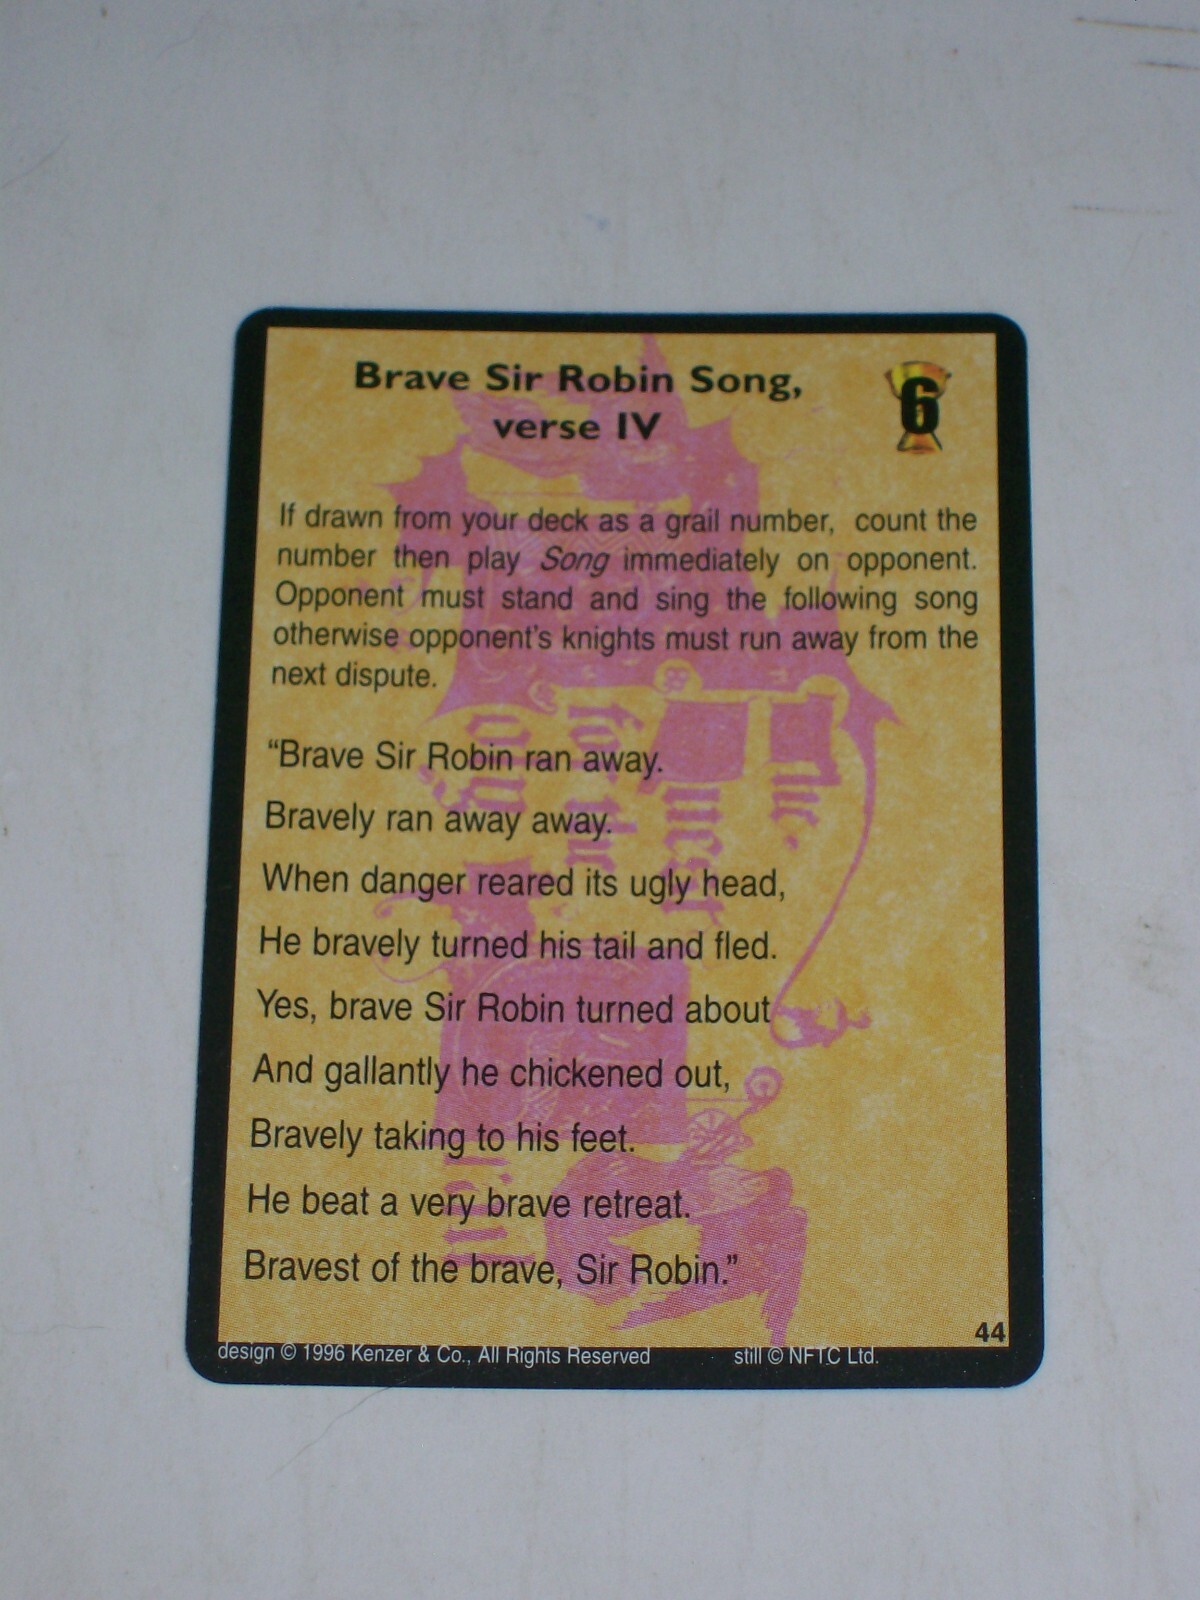 Brave Sir Robin Song,
verse IV
6
If drawn from your deck as a grail number, count the
number then play Song immediately on opponent.
Opponent must stand and sing the following song
otherwise opponent's knights must run away from the
next dispute.
“Brave Sir Robin ran away.
Bravely ran away away.
When danger reared its ugly head,
He bravely turned his tail and fled.
Yes, brave Sir Robin turned about
And gallantly he chickened out,
Bravely taking to his feet.
He beat a very brave retreat.
Bravest of the brave, Sir Robin.”
44
design © 1996 Kenzer & Co., All Rights Reserved still © NFTC Ltd.